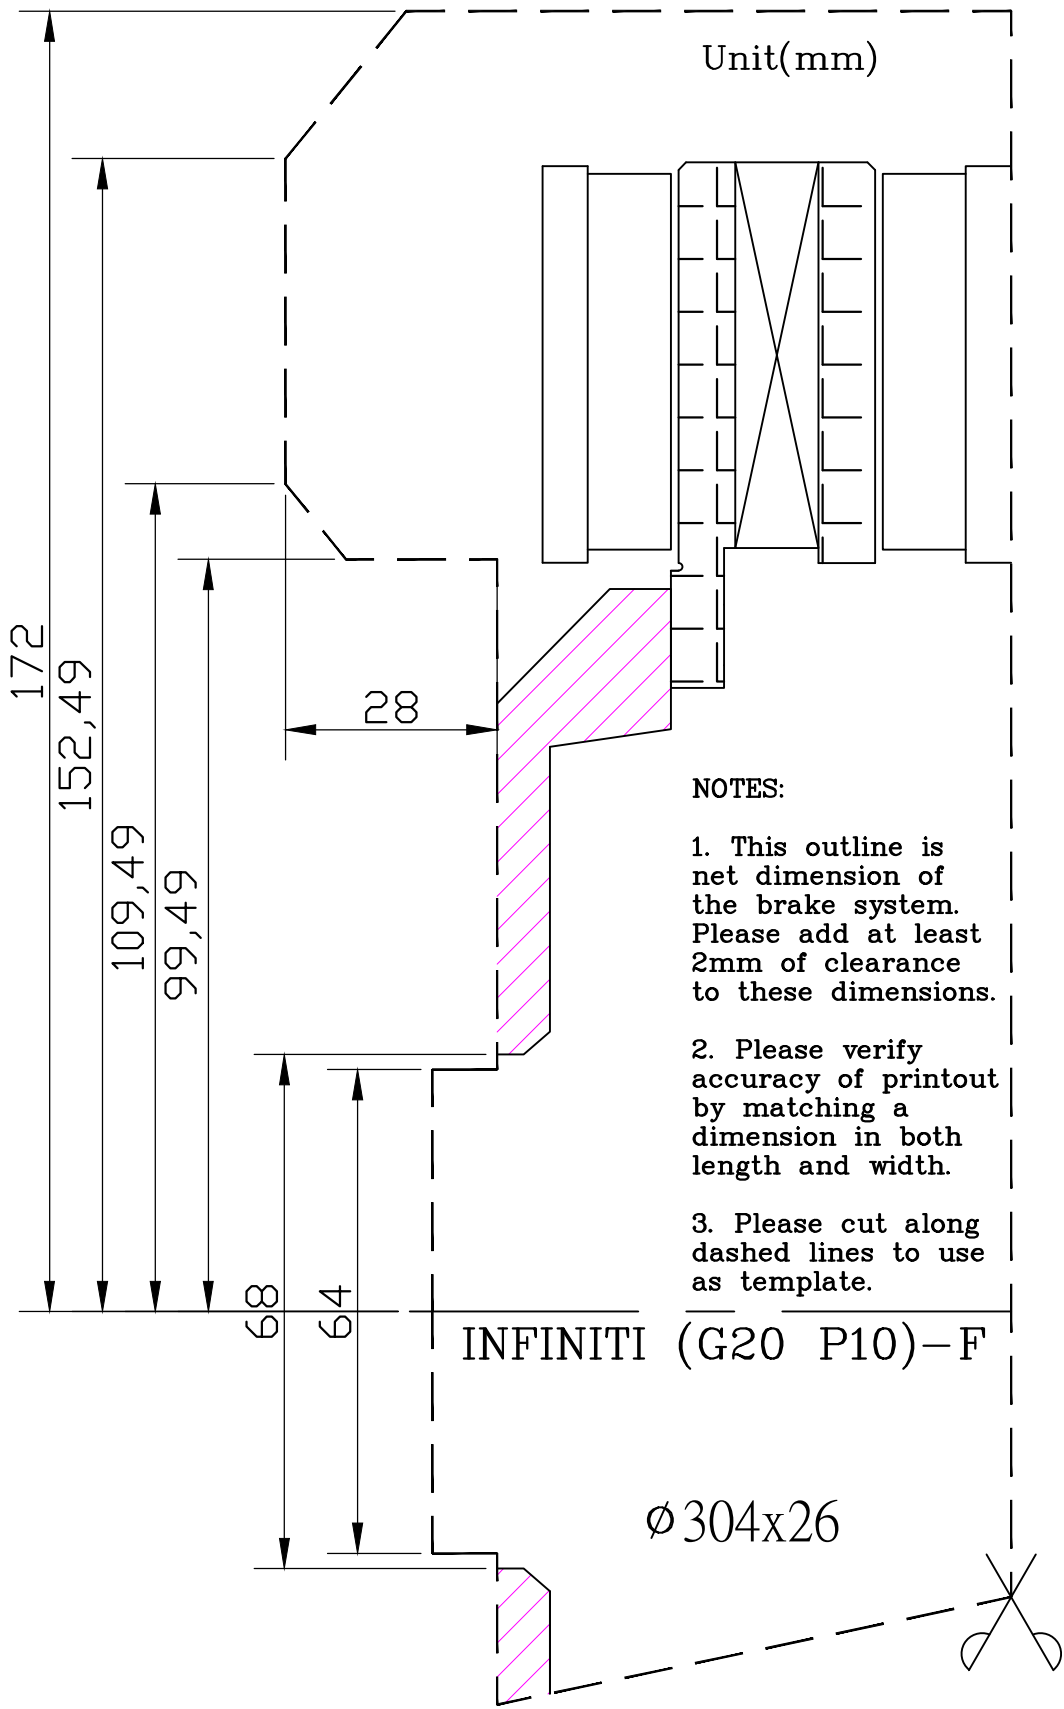 Unit(mm)
172
152,49
109,49
99,49
28
NOTES:
1. This outline is
net dimension of
the brake system.
Please add at least
2mm of clearance
to these dimensions.
2. Please verify
accuracy of printout
by matching a
dimension in both
length and width.
3. Please cut along
dashed lines to use
as template.
68
64
INFINITI (G20 P10)-F
ø304x26